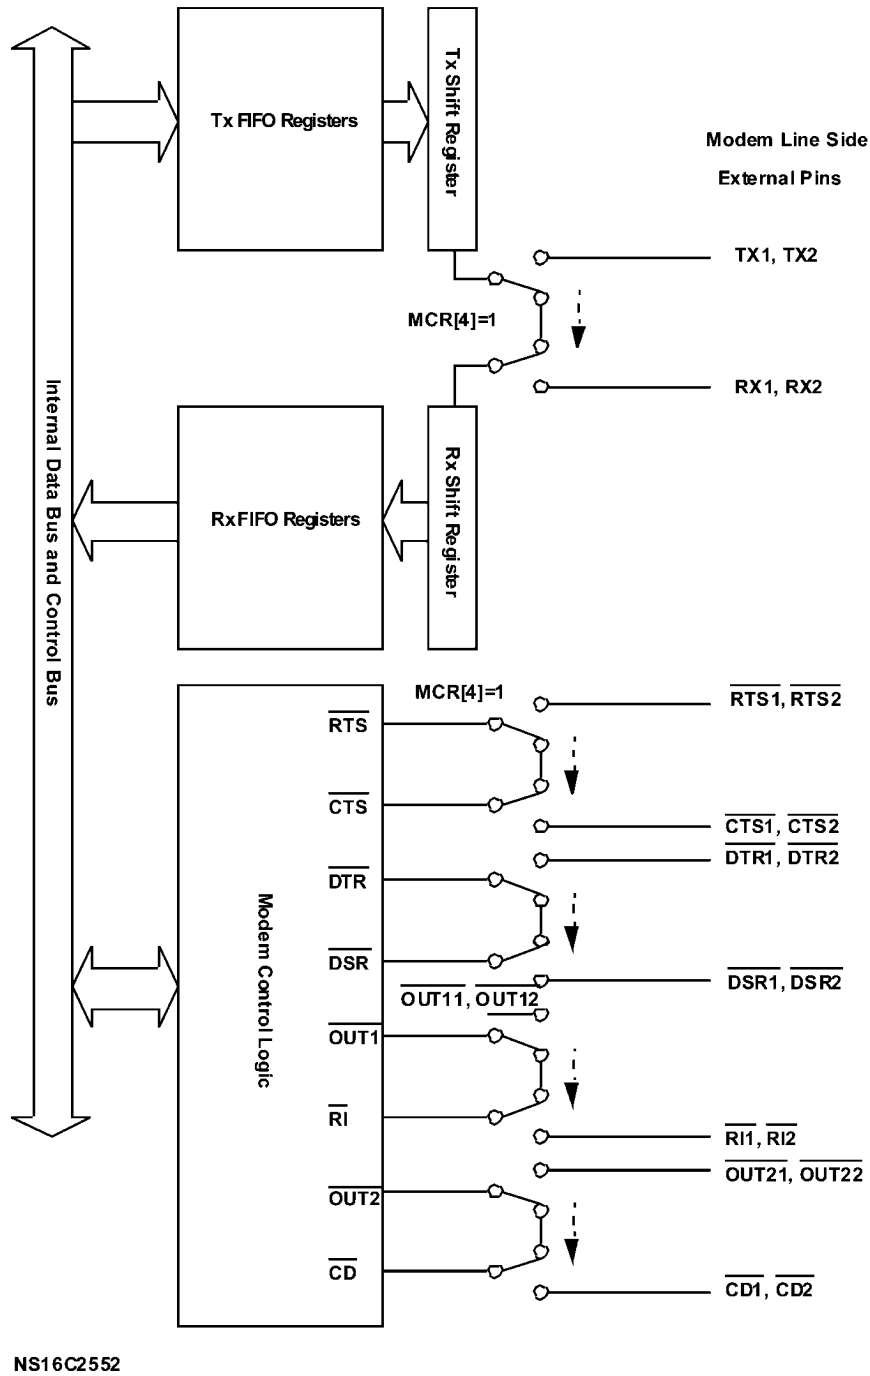 Tx FIFO Registers
Tx Shift Register
Modem Line Side
External Pins
TX1, TX2
MCR[4]=1
RX1, RX2
Internal Data Bus and Control Bus
Rx FIFO Registers
Rx Shift Register
MCR[4]=1
RTS1, RTS2
RTS
CTS
CTS1, CTS2
DTR1, DTR2
DTR
Modem Control Logic
DSR
DSR1, DSR2
OUT11, OUT12
OUT1
RI
RI1, RI2
OUT21, OUT22
OUT2
CD
CD1, CD2
NS16C2552